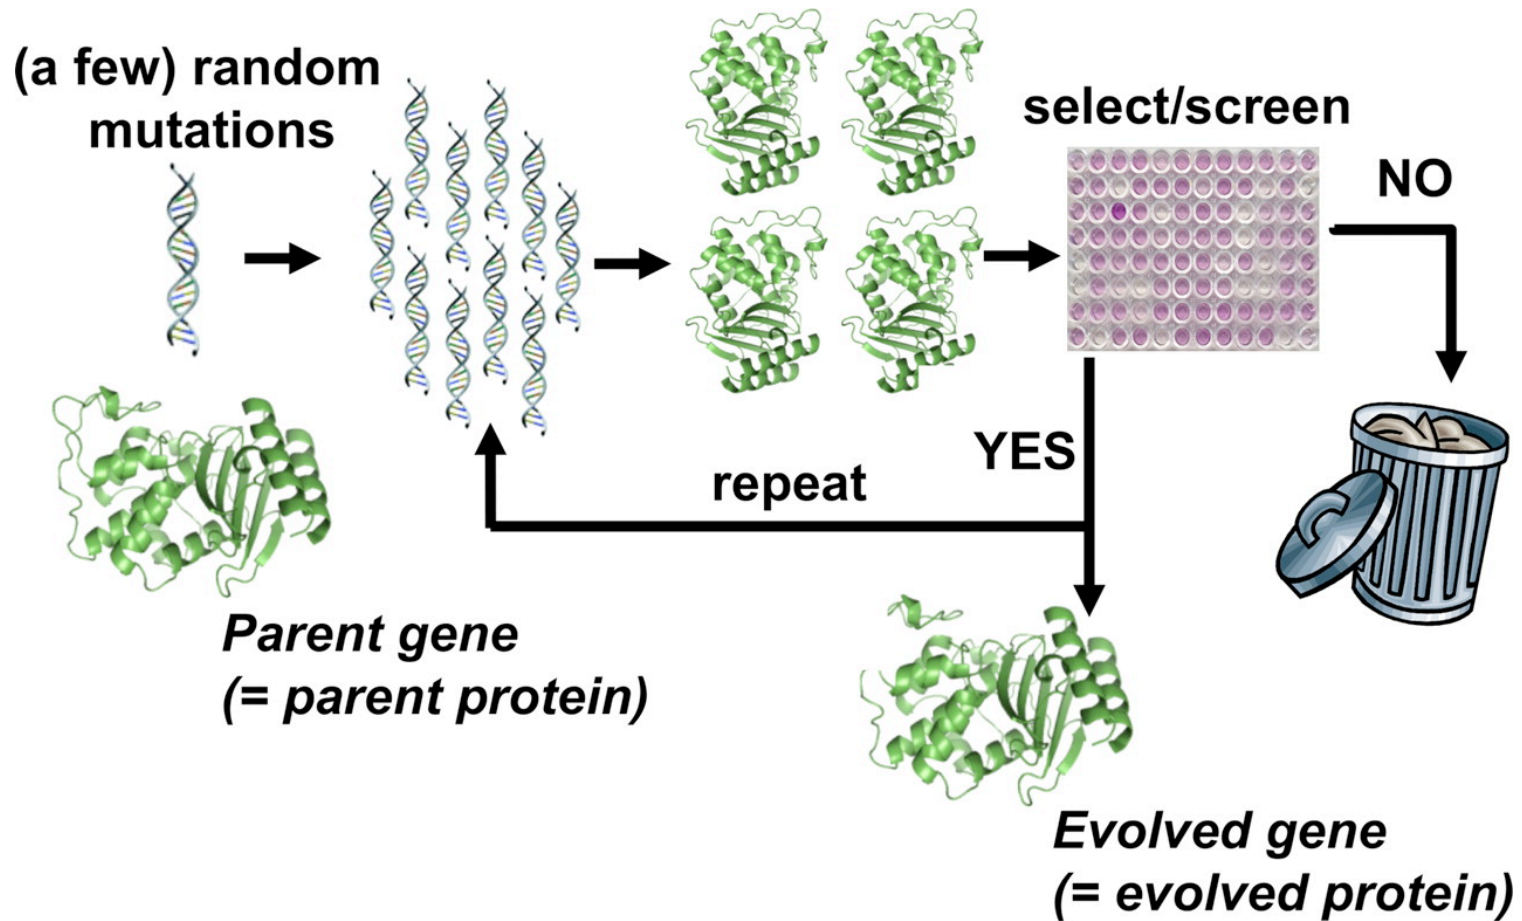 (a few) random
mutations
select/screen
NO
YES
repeat
Parent gene
(= parent protein)
Evolved gene
(= evolved protein)